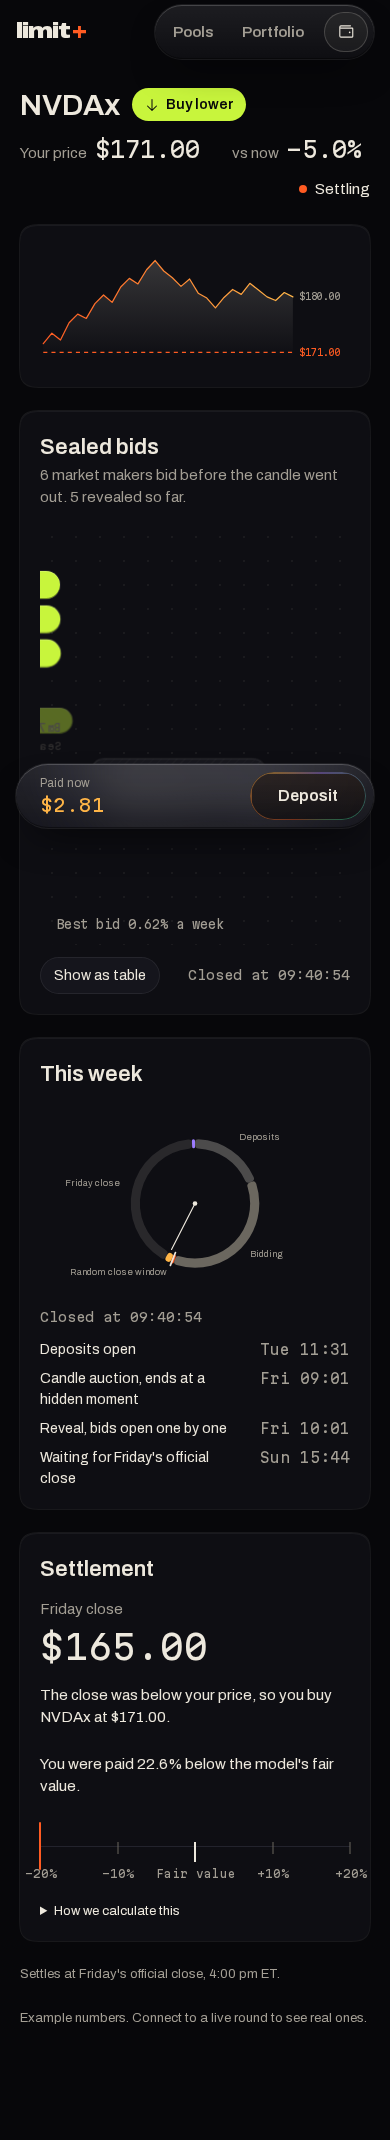 limit+
Pools Portfolio
NVDAx Buy lower
Your price $171.00 vs now −5.0%
Settling
$180.00
$171.00
Sealed bids
6 market makers bid before the candle went
out. 5 revealed so far.
Paid now
$2.81
Deposit
Best bid 0.62% a week
Show as table Closed at 09:40:54
This week
Deposits
Friday close
Bidding
Random close window
Closed at 09:40:54
Deposits open Tue 11:31
Candle auction, ends at a Fri 09:01
hidden moment
Reveal, bids open one by one Fri 10:01
Waiting for Friday's official Sun 15:44
close
Settlement
Friday close
$165.00
The close was below your price, so you buy
NVDAx at $171.00.
You were paid 22.6% below the model's fair
value.
−20% −10% Fair value +10% +20%
How we calculate this
Settles at Friday's official close, 4:00 pm ET.
Example numbers. Connect to a live round to see real ones.